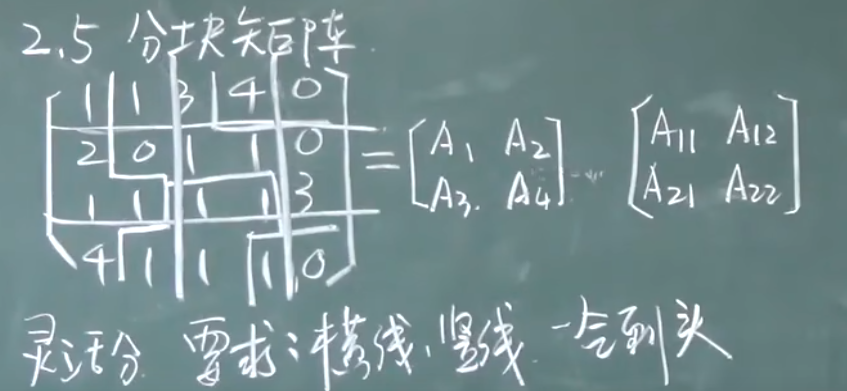 2.5 分块矩阵.
1 1 3 4 0
2 0 1 1 0 = [A₁ A₂ ... [A₁₁ A₁₂
1 1 1 1 3 A₃. A₄] A₂₁ A₂₂]
4 1 1 1 0
灵活分 要求:横线、竖线 一气到头